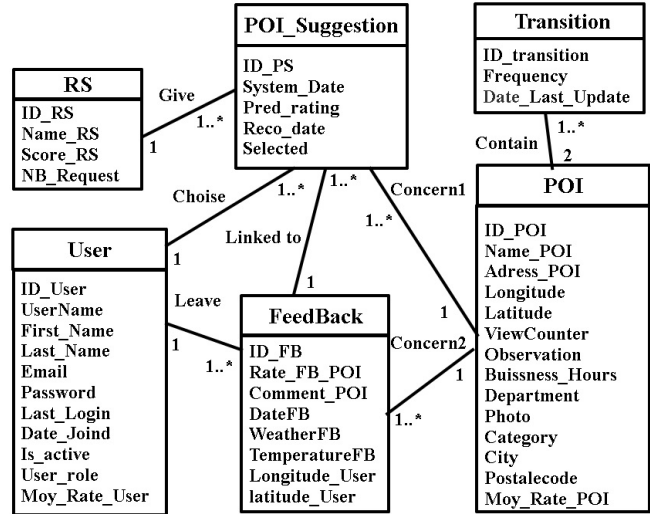 POI_Suggestion
ID_PS
System_Date
Pred_rating
Reco_date
Selected
Transition
ID_transition
Frequency
Date_Last_Update
RS
ID_RS
Name_RS
Score_RS
NB_Request
Give
1
1..*
1..*
Contain
2
Choise
1..*
1
1..*
Linked to
1
Concern1
1..*
1
POI
ID_POI
Name_POI
Adress_POI
Longitude
Latitude
ViewCounter
Observation
Buissness_Hours
Department
Photo
Category
City
Postalecode
Moy_Rate_POI
User
ID_User
UserName
First_Name
Last_Name
Email
Password
Last_Login
Date_Joind
Is_active
User_role
Moy_Rate_User
Leave
1
1..*
FeedBack
ID_FB
Rate_FB_POI
Comment_POI
DateFB
WeatherFB
TemperatureFB
Longitude_User
latitude_User
Concern2
1
1..*